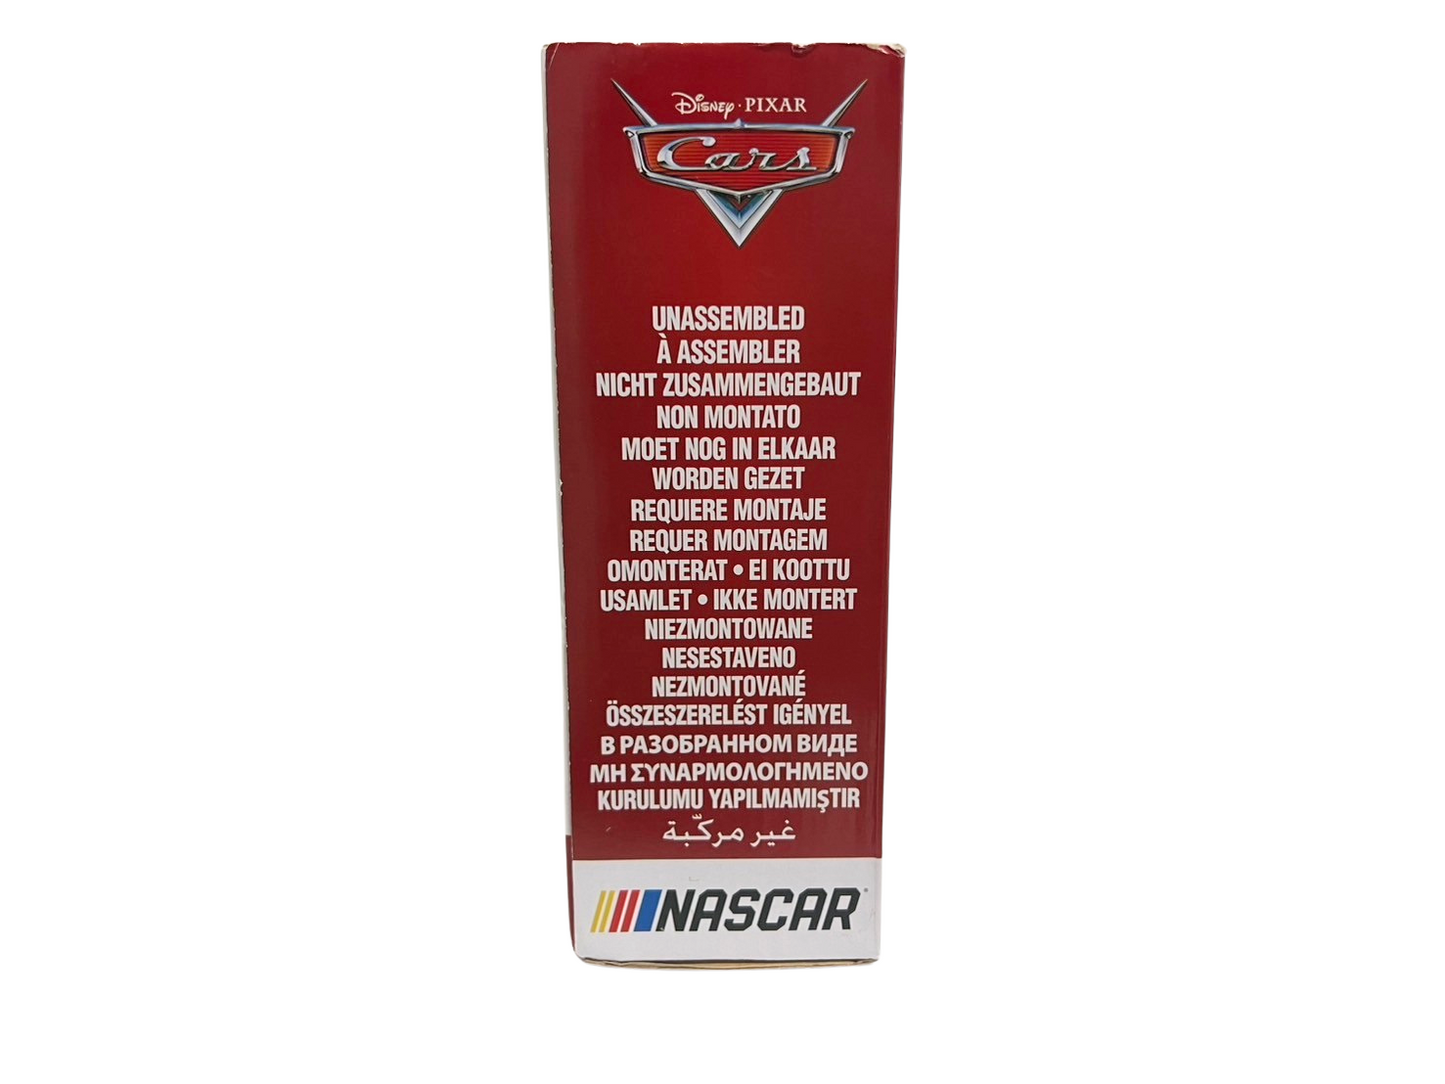 Disney · PIXAR
Cars
UNASSEMBLED
À ASSEMBLER
NICHT ZUSAMMENGEBAUT
NON MONTATO
MOET NOG IN ELKAAR
WORDEN GEZET
REQUIERE MONTAJE
REQUER MONTAGEM
OMONTERAT • EI KOOTTU
USAMLET • IKKE MONTERT
NIEZMONTOWANE
NESESTAVENO
NEZMONTOVANÉ
ÖSSZESZERELÉST IGÉNYEL
В РАЗОБРАННОМ ВИДЕ
ΜΗ ΣΥΝΑΡΜΟΛΟΓΗΜΕΝΟ
KURULUMU YAPILMAMIŞTIR
غير مركّبة
NASCAR